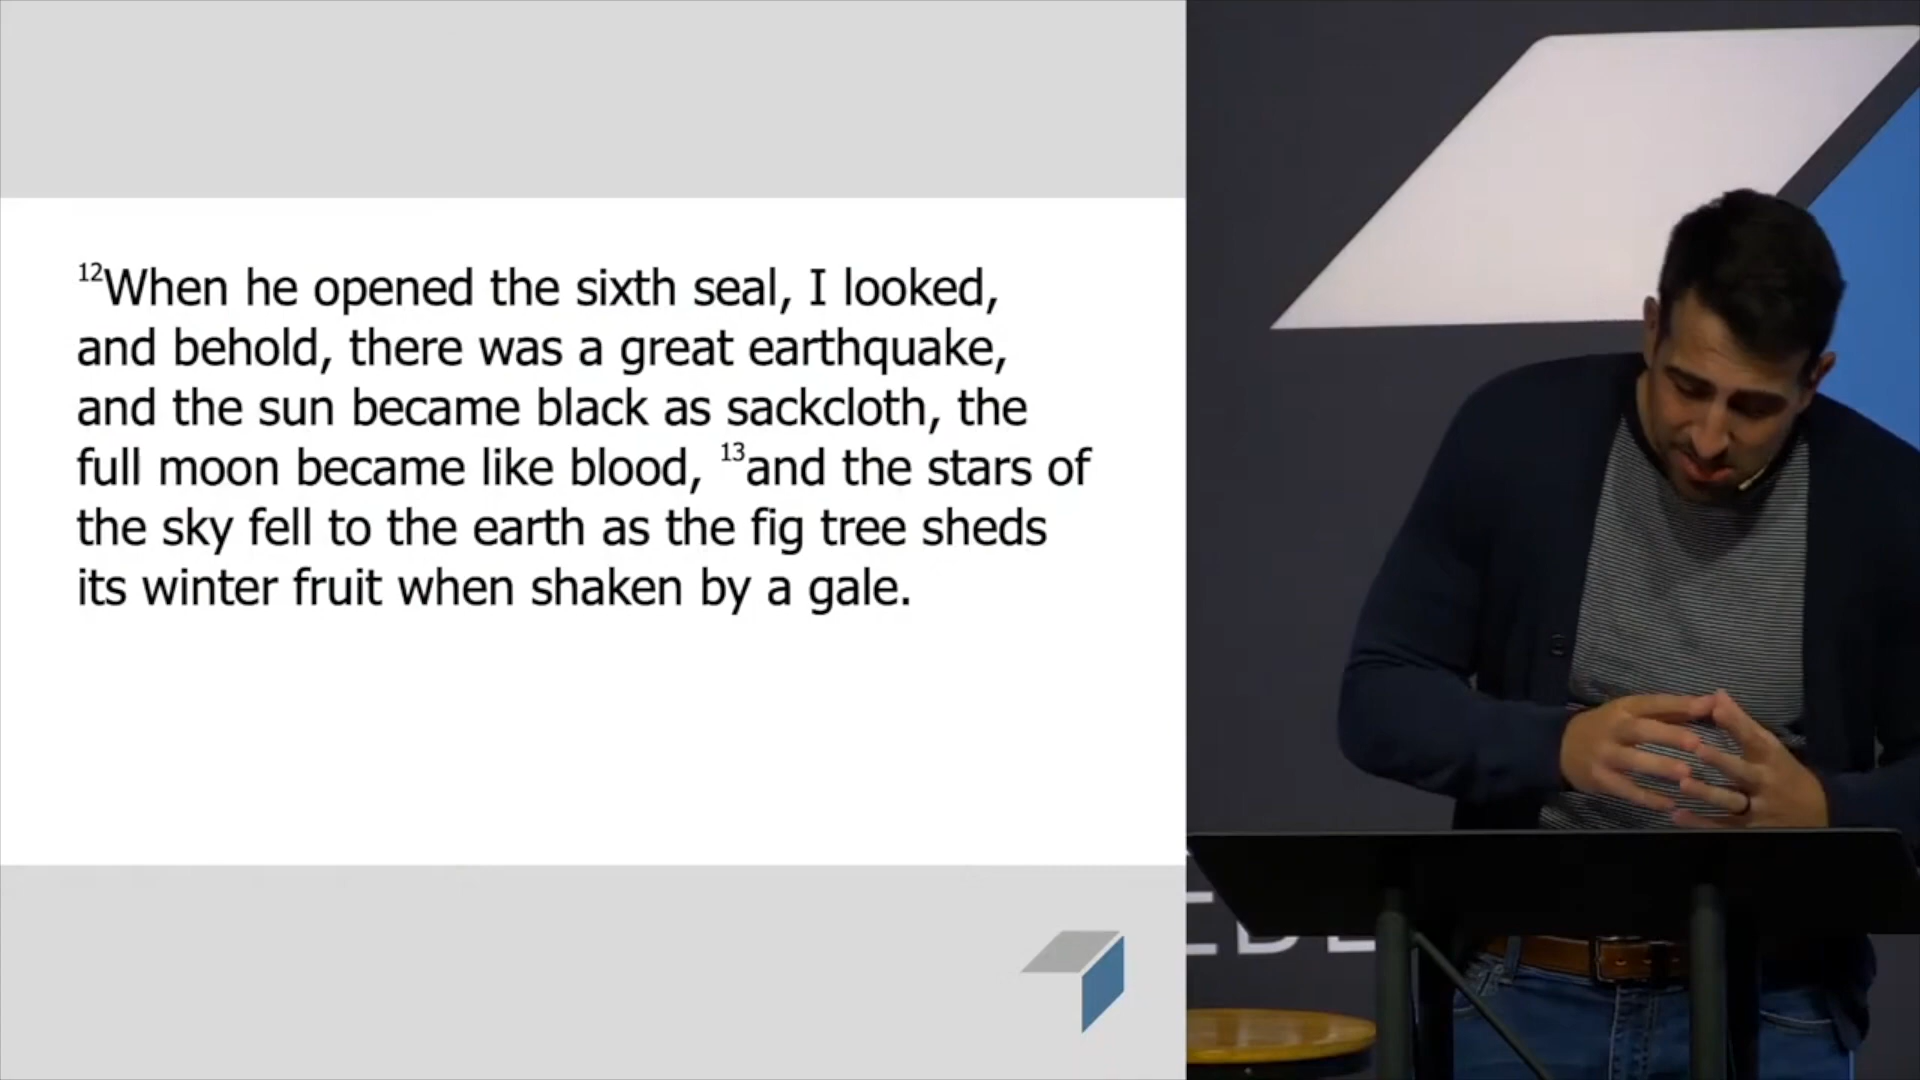 ¹²When he opened the sixth seal, I looked,
and behold, there was a great earthquake,
and the sun became black as sackcloth, the
full moon became like blood, ¹³and the stars of
the sky fell to the earth as the fig tree sheds
its winter fruit when shaken by a gale.